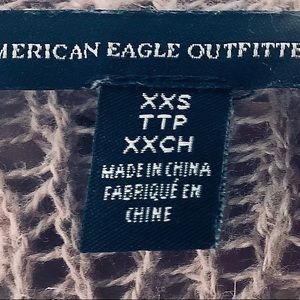 MERICAN EAGLE OUTFITTE
XXS
TTP
XXCH
MADE IN CHINA
FABRIQUÉ EN
CHINE